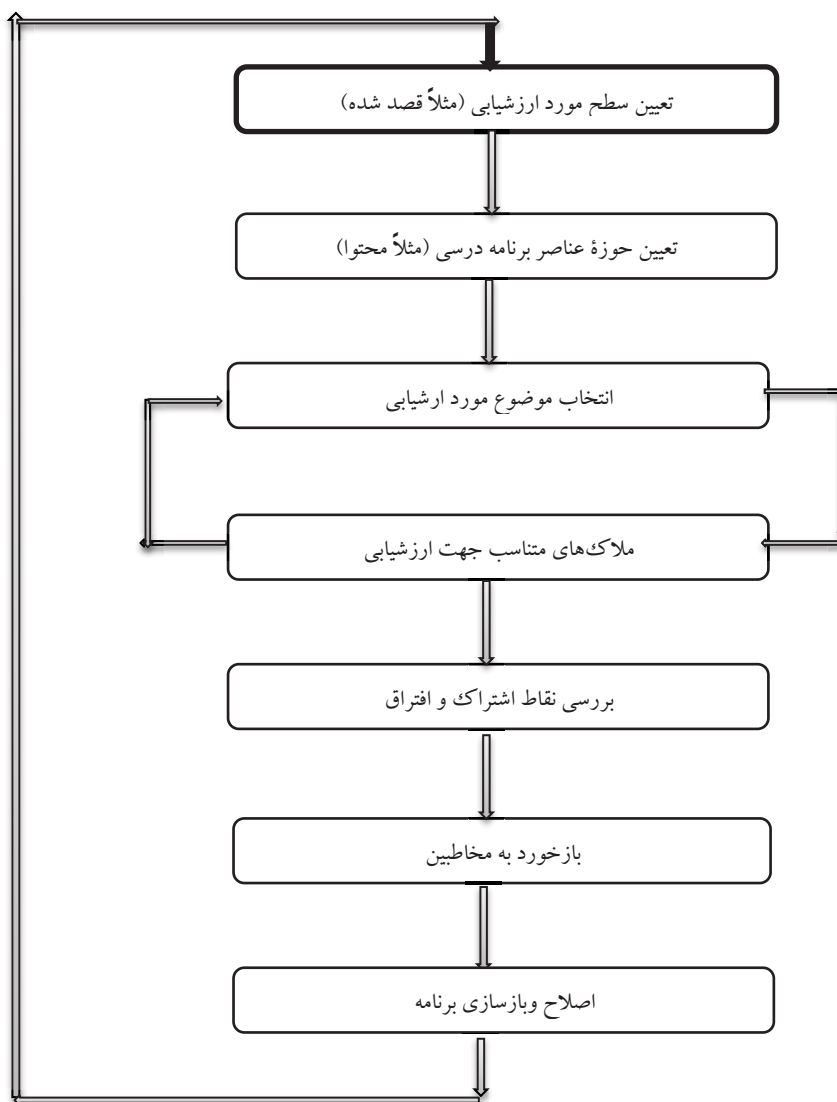 تعیین سطح مورد ارزشیابی (مثلاً قصد شده)
تعیین حوزهٔ عناصر برنامه درسی (مثلاً محتوا)
انتخاب موضوع مورد ارشیابی
ملاک‌های متناسب جهت ارزشیابی
بررسی نقاط اشتراک و افتراق
بازخورد به مخاطبین
اصلاح وبازسازی برنامه